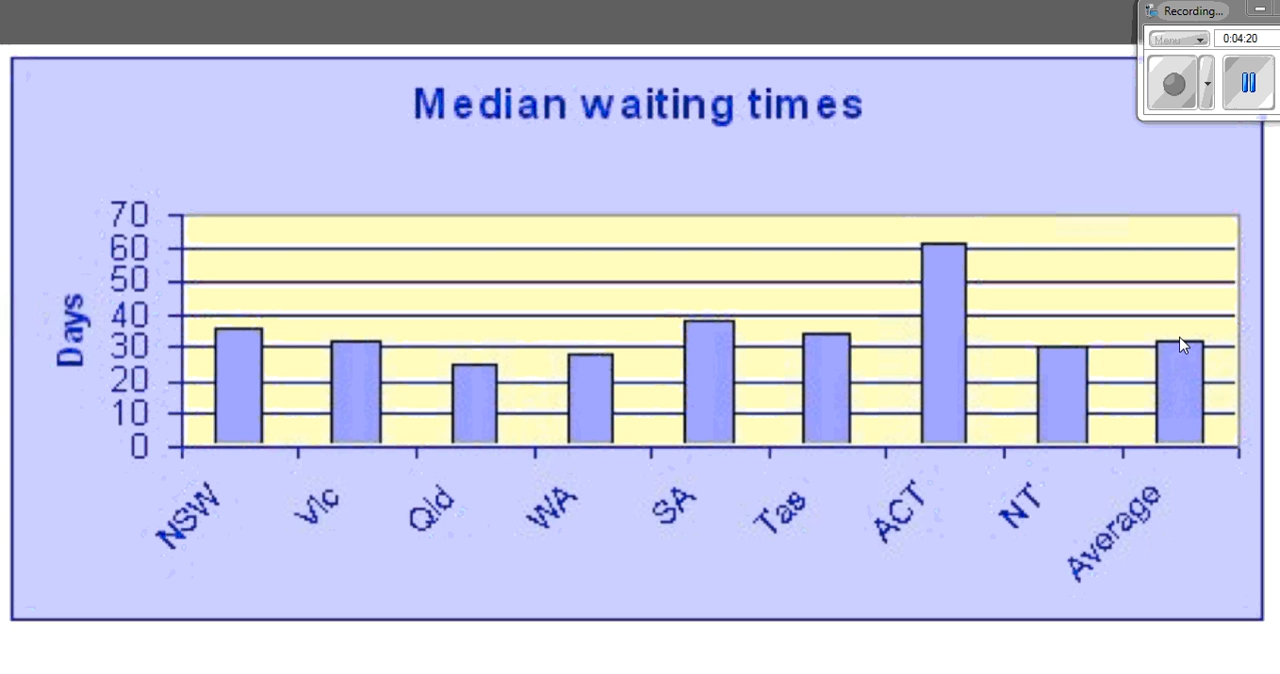 Recording...
Menu
0:04:20
Median waiting times
70
60
50
40
30
20
10
0
Days
NSW
Vic
Qld
WA
SA
Tas
ACT
NT
Average